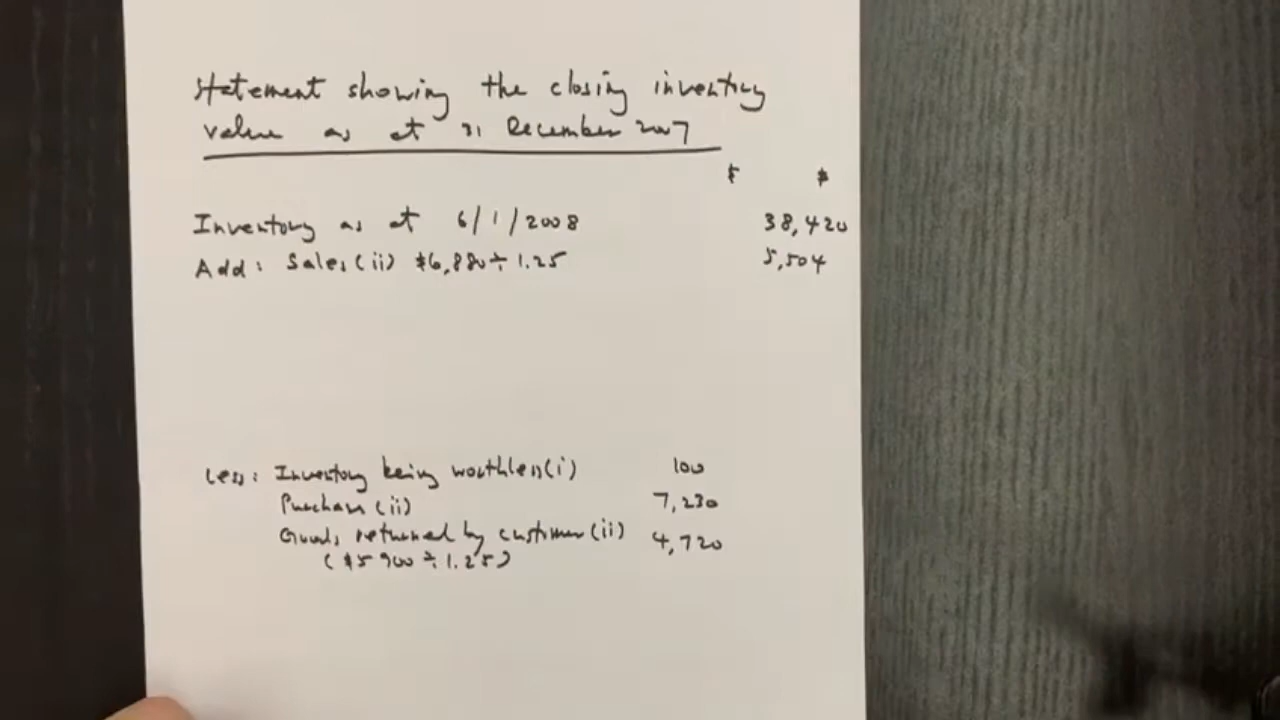 Statement showing the closing inventory
value as at 31 December 2007
$ $
Inventory as at 6/1/2008 38,420
Add: Sales (ii) $6,880 ÷ 1.25 5,504
Less: Inventory being worthless (i) 100
Purchases (ii) 7,230
Goods returned by customer (ii) 4,720
($5 900 ÷ 1.25)